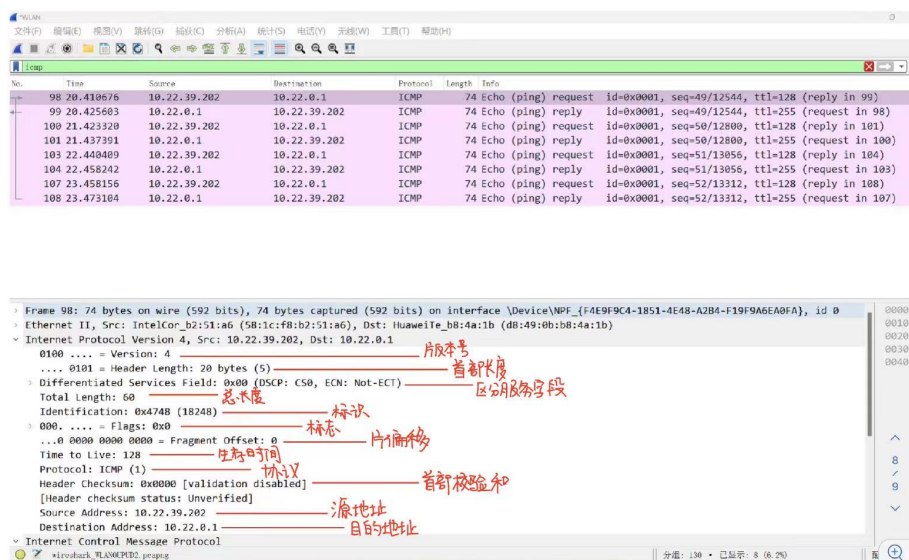 *WLAN
文件(F) 编辑(E) 视图(V) 跳转(G) 捕获(C) 分析(A) 统计(S) 电话(Y) 无线(W) 工具(T) 帮助(H)
icmp
No. Time Source Destination Protocol Length Info
98 20.410676 10.22.39.202 10.22.0.1 ICMP 74 Echo (ping) request id=0x0001, seq=49/12544, ttl=128 (reply in 99)
99 20.425603 10.22.0.1 10.22.39.202 ICMP 74 Echo (ping) reply id=0x0001, seq=49/12544, ttl=255 (request in 98)
100 21.423320 10.22.39.202 10.22.0.1 ICMP 74 Echo (ping) request id=0x0001, seq=50/12800, ttl=128 (reply in 101)
101 21.437391 10.22.0.1 10.22.39.202 ICMP 74 Echo (ping) reply id=0x0001, seq=50/12800, ttl=255 (request in 100)
103 22.440409 10.22.39.202 10.22.0.1 ICMP 74 Echo (ping) request id=0x0001, seq=51/13056, ttl=128 (reply in 104)
104 22.458242 10.22.0.1 10.22.39.202 ICMP 74 Echo (ping) reply id=0x0001, seq=51/13056, ttl=255 (request in 103)
107 23.458156 10.22.39.202 10.22.0.1 ICMP 74 Echo (ping) request id=0x0001, seq=52/13312, ttl=128 (reply in 108)
108 23.473104 10.22.0.1 10.22.39.202 ICMP 74 Echo (ping) reply id=0x0001, seq=52/13312, ttl=255 (request in 107)
Frame 98: 74 bytes on wire (592 bits), 74 bytes captured (592 bits) on interface \Device\NPF_{F4E9F9C4-1851-4E48-A2B4-F19F9A6EA0FA}, id 0
Ethernet II, Src: IntelCor_b2:51:a6 (58:1c:f8:b2:51:a6), Dst: HuaweiTe_b8:4a:1b (d8:49:0b:b8:4a:1b)
Internet Protocol Version 4, Src: 10.22.39.202, Dst: 10.22.0.1
0100 .... = Version: 4 片版本号
.... 0101 = Header Length: 20 bytes (5) 首部长度
Differentiated Services Field: 0x00 (DSCP: CS0, ECN: Not-ECT) 区分服务字段
Total Length: 60 总长度
Identification: 0x4748 (18248) 标识
000. .... = Flags: 0x0 标志
...0 0000 0000 0000 = Fragment Offset: 0 片偏移
Time to Live: 128 生存时间
Protocol: ICMP (1) 协议
Header Checksum: 0x0000 [validation disabled] 首部校验和
[Header checksum status: Unverified]
Source Address: 10.22.39.202 源地址
Destination Address: 10.22.0.1 目的地址
Internet Control Message Protocol
0000
0010
0020
0030
0040
8
/
9
wireshark_WLANOUPUD2.pcapng 分组: 130 • 已显示: 8 (6.2%)